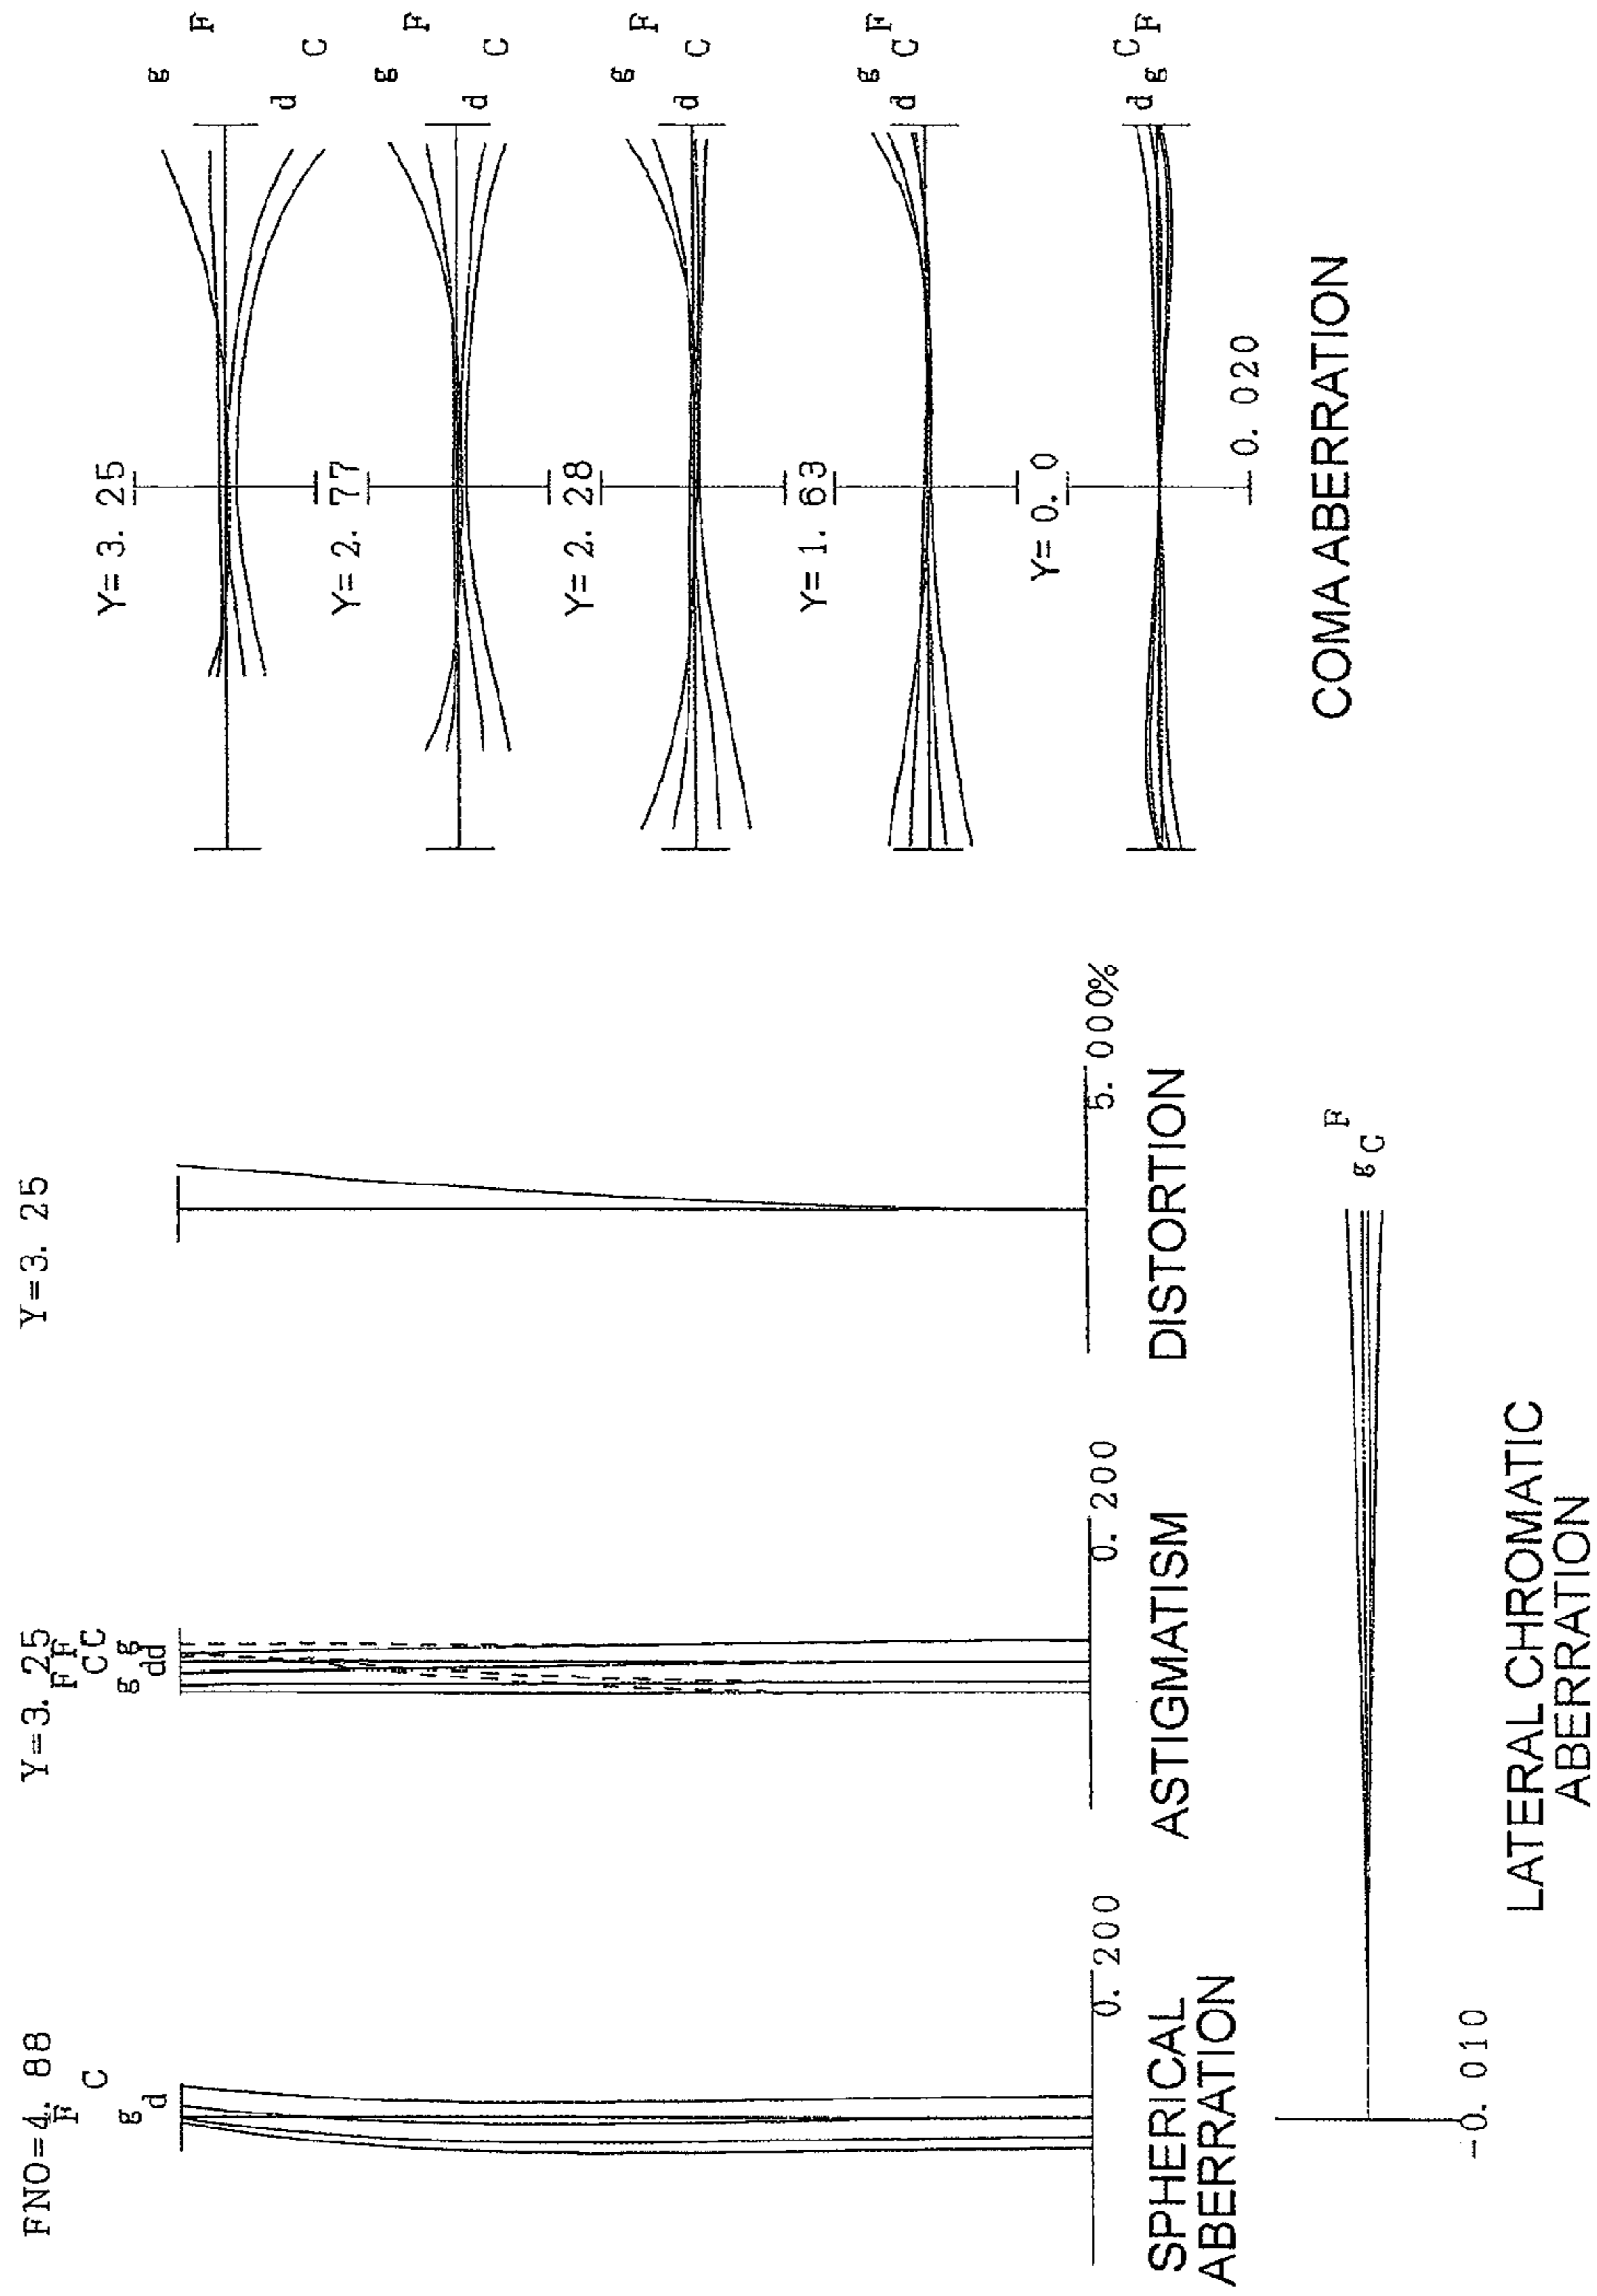 FNO=4. 88
F
C
g
d
0. 200
SPHERICAL
ABERRATION
Y=3. 25
F F
C C
g g
dd
0. 200
ASTIGMATISM
Y=3. 25
5. 000%
DISTORTION
Y= 3. 25
g
F
d
C
Y= 2. 77
g
F
d
C
Y= 2. 28
g
F
d
C
Y= 1. 63
g
F
d
C
Y= 0. 0
C
d
F
g
0. 020
COMA ABERRATION
F
g
C
-0. 010
LATERAL CHROMATIC
ABERRATION